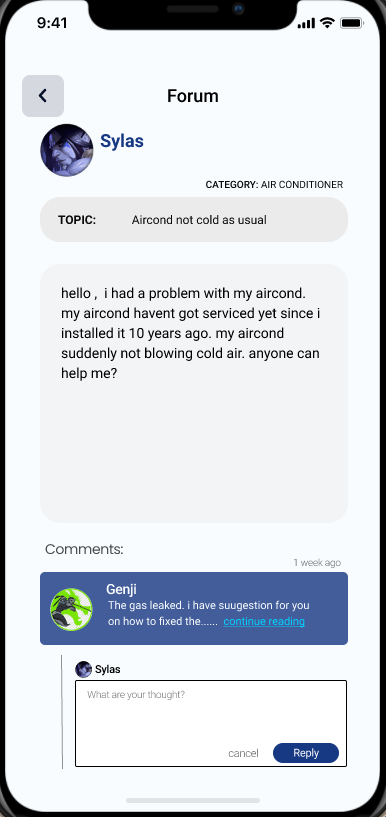 9:41
Forum
Sylas
CATEGORY: AIR CONDITIONER
TOPIC: Aircond not cold as usual
hello , i had a problem with my aircond.
my aircond havent got serviced yet since i
installed it 10 years ago. my aircond
suddenly not blowing cold air. anyone can
help me?
Comments:
1 week ago
Genji
The gas leaked. i have suugestion for you
on how to fixed the...... continue reading
Sylas
What are your thought?
cancel Reply